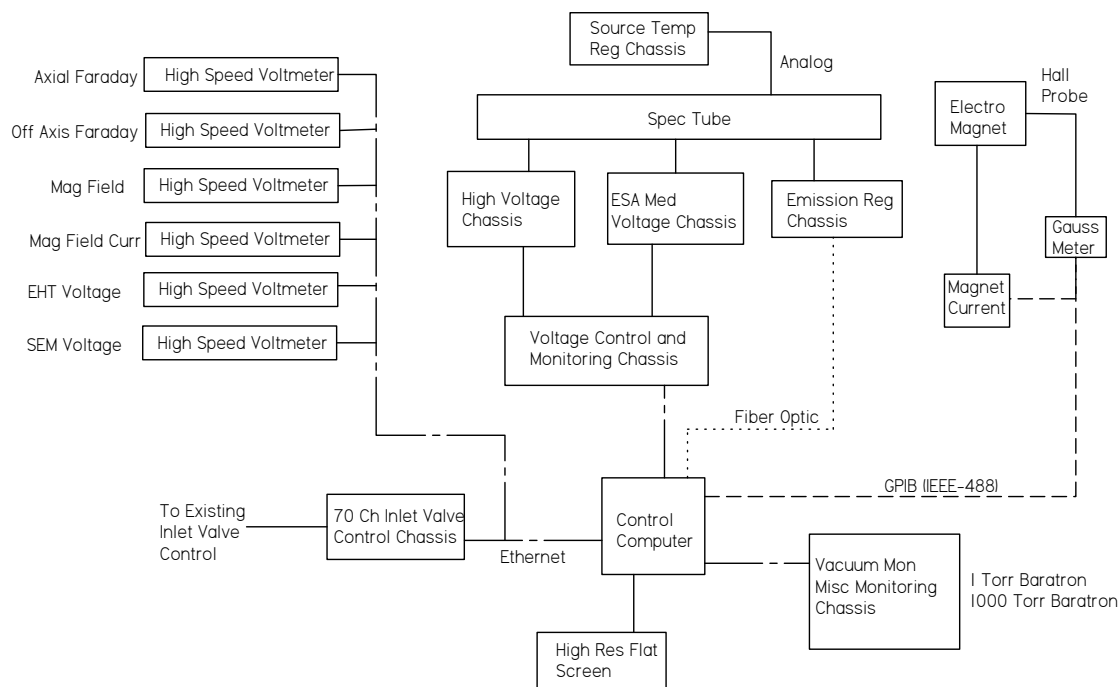 Source Temp
Reg Chassis
Analog
Axial Faraday
High Speed Voltmeter
Off Axis Faraday
High Speed Voltmeter
Mag Field
High Speed Voltmeter
Mag Field Curr
High Speed Voltmeter
EHT Voltage
High Speed Voltmeter
SEM Voltage
High Speed Voltmeter
Spec Tube
High Voltage
Chassis
ESA Med
Voltage Chassis
Emission Reg
Chassis
Hall
Probe
Electro
Magnet
Gauss
Meter
Magnet
Current
Voltage Control and
Monitoring Chassis
Fiber Optic
GPIB (IEEE-488)
To Existing
Inlet Valve
Control
70 Ch Inlet Valve
Control Chassis
Ethernet
Control
Computer
Vacuum Mon
Misc Monitoring
Chassis
1 Torr Baratron
1000 Torr Baratron
High Res Flat
Screen